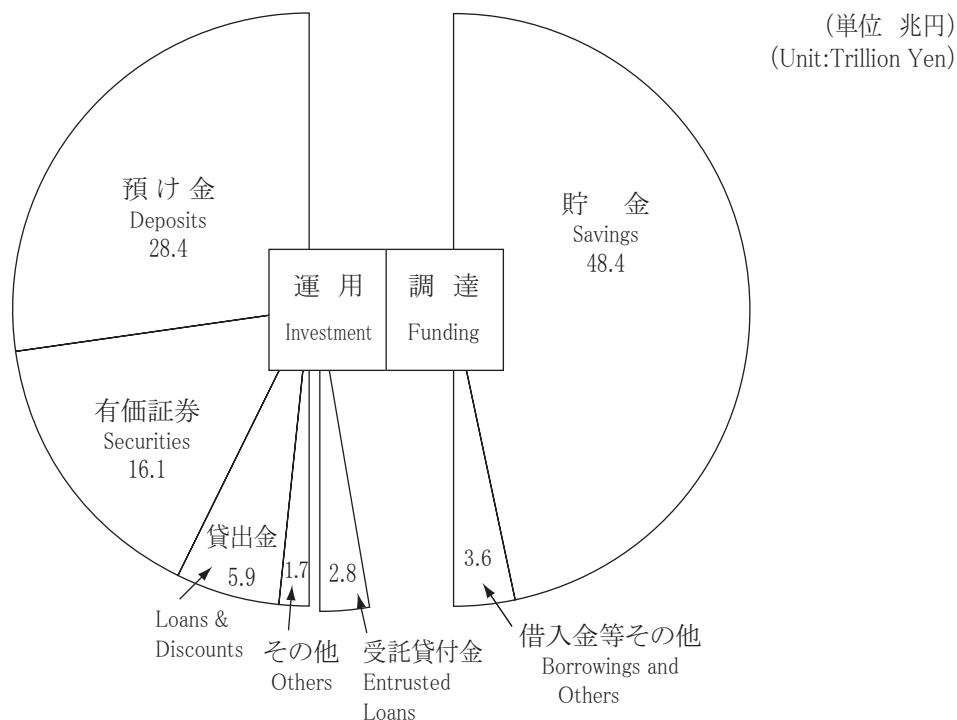 (単位 兆円)
(Unit:Trillion Yen)
預け金
Deposits
28.4
貯 金
Savings
48.4
運 用
Investment
調 達
Funding
有価証券
Securities
16.1
貸出金
5.9
Loans &
Discounts
1.7
その他
Others
2.8
受託貸付金
Entrusted
Loans
3.6
借入金等その他
Borrowings and
Others